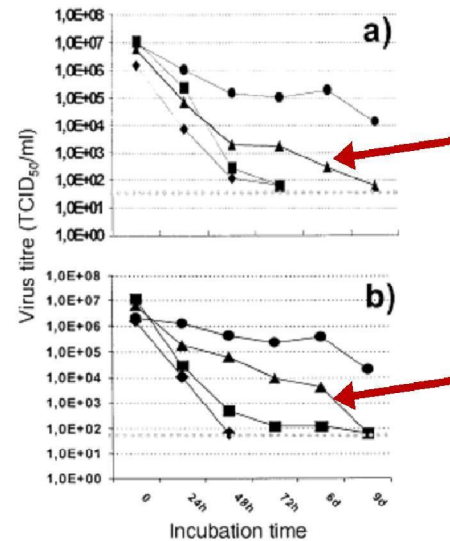 a)
1,0E+08
1,0E+07
1,0E+06
1,0E+05
1,0E+04
1,0E+03
1,0E+02
1,0E+01
1,0E+00
Virus titre (TCID50/ml)
b)
1,0E+08
1,0E+07
1,0E+06
1,0E+05
1,0E+04
1,0E+03
1,0E+02
1,0E+01
1,0E+00
0 24h 48h 72h 6d 9d
Incubation time